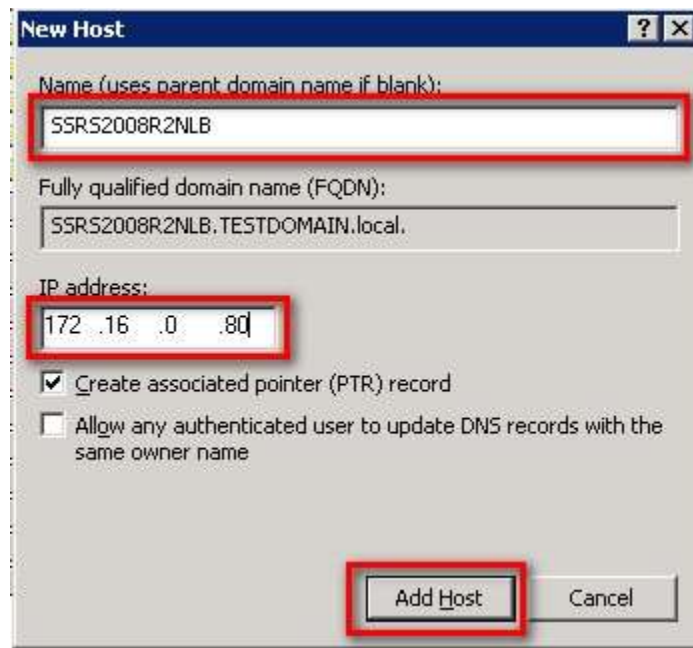 New Host
Name (uses parent domain name if blank):
SSRS2008R2NLB
Fully qualified domain name (FQDN):
SSRS2008R2NLB.TESTDOMAIN.local.
IP address:
172 .16 .0 .80
Create associated pointer (PTR) record
Allow any authenticated user to update DNS records with the
same owner name
Add Host
Cancel